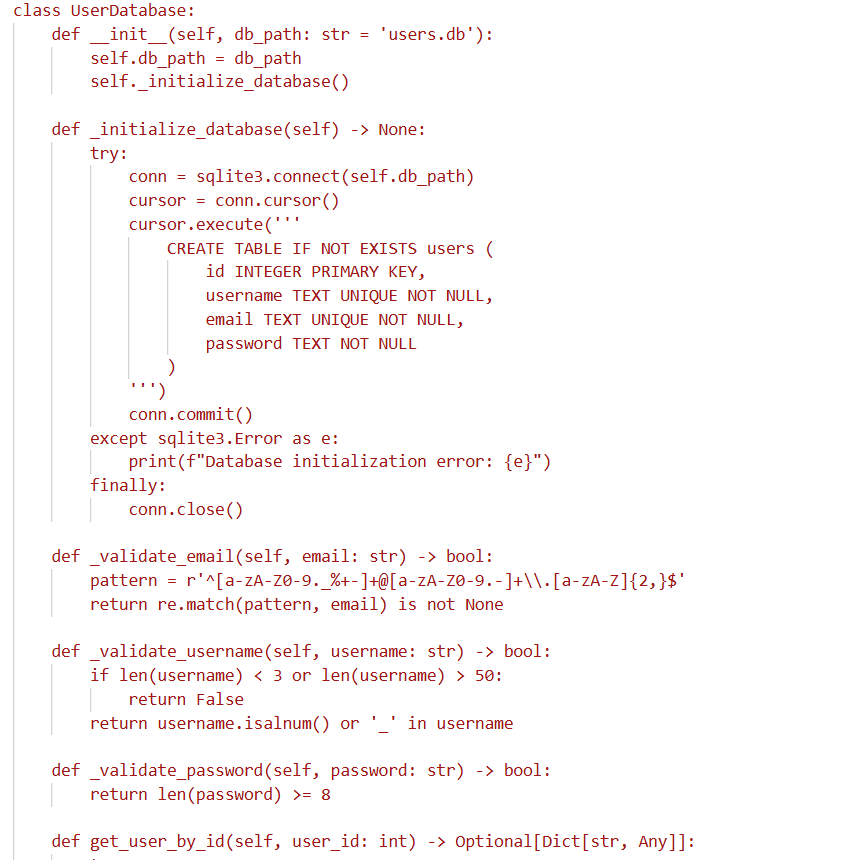 class UserDatabase:
    def __init__(self, db_path: str = 'users.db'):
        self.db_path = db_path
        self._initialize_database()

    def _initialize_database(self) -> None:
        try:
            conn = sqlite3.connect(self.db_path)
            cursor = conn.cursor()
            cursor.execute('''
                CREATE TABLE IF NOT EXISTS users (
                    id INTEGER PRIMARY KEY,
                    username TEXT UNIQUE NOT NULL,
                    email TEXT UNIQUE NOT NULL,
                    password TEXT NOT NULL
                )
            ''')
            conn.commit()
        except sqlite3.Error as e:
            print(f"Database initialization error: {e}")
        finally:
            conn.close()

    def _validate_email(self, email: str) -> bool:
        pattern = r'^[a-zA-Z0-9._%+-]+@[a-zA-Z0-9.-]+\\.[a-zA-Z]{2,}$'
        return re.match(pattern, email) is not None

    def _validate_username(self, username: str) -> bool:
        if len(username) < 3 or len(username) > 50:
            return False
        return username.isalnum() or '_' in username

    def _validate_password(self, password: str) -> bool:
        return len(password) >= 8

    def get_user_by_id(self, user_id: int) -> Optional[Dict[str, Any]]: